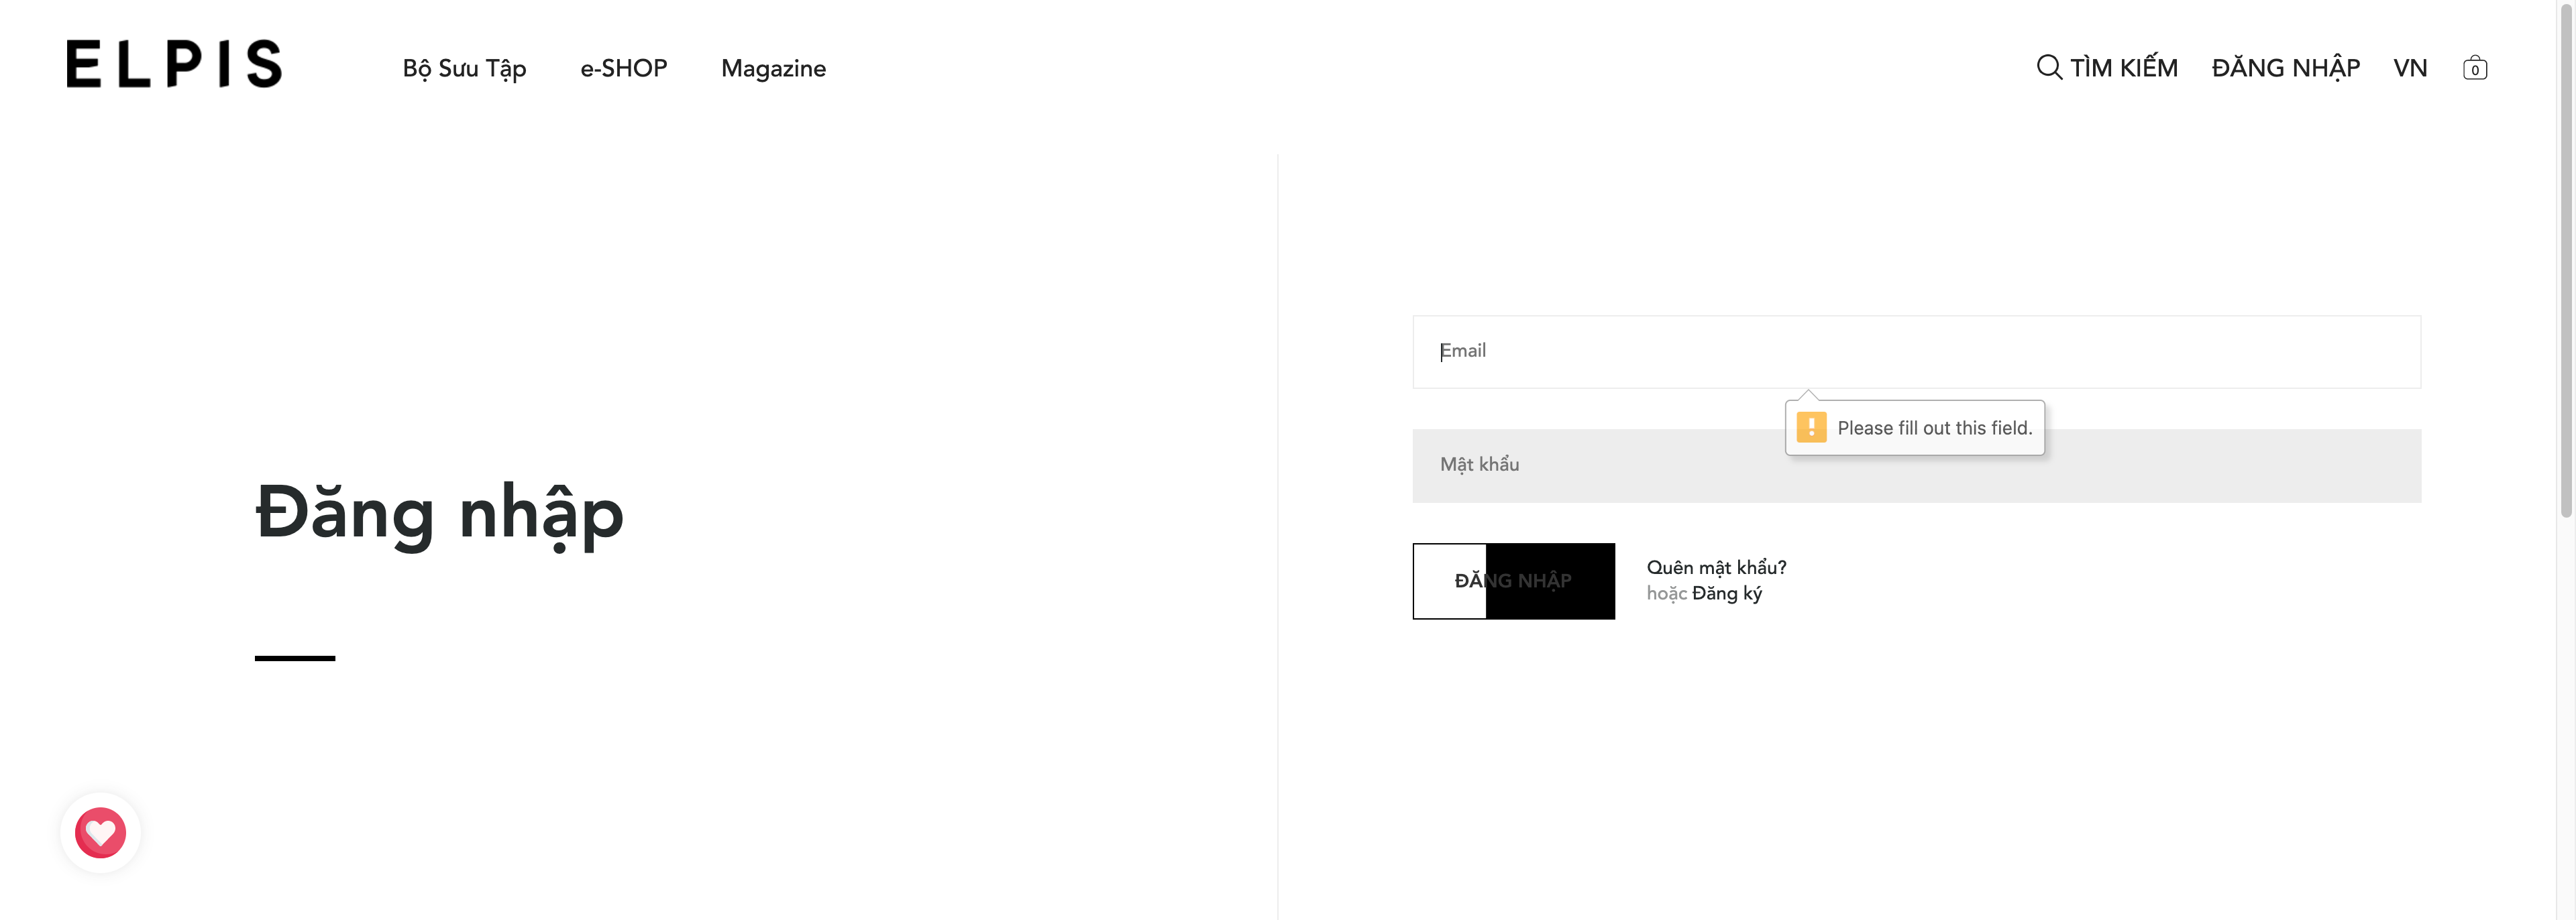 ELPIS
Bộ Sưu Tập e-SHOP Magazine
TÌM KIẾM ĐĂNG NHẬP VN 0
Đăng nhập
Email
Please fill out this field.
Mật khẩu
ĐĂNG NHẬP
Quên mật khẩu?
hoặc Đăng ký